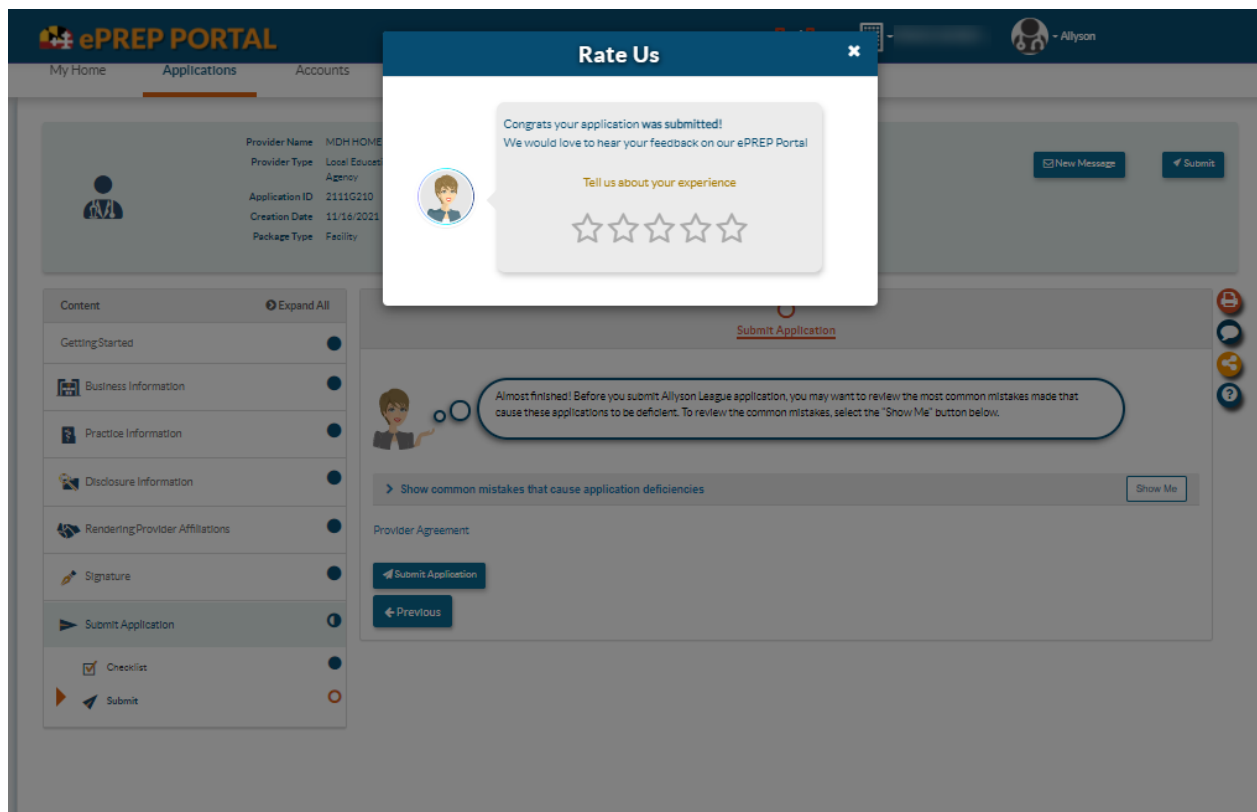 ePREP PORTAL
- Allyson
My Home Applications Accounts
Rate Us
Congrats your application was submitted!
We would love to hear your feedback on our ePREP Portal
Tell us about your experience
Provider Name MDH HOME
Provider Type Local
Agency
Application ID 2111G210
Creation Date 11/16/2021
Package Type Facility
New Message
Submit
Content Expand All
Getting Started
Business Information
Practice Information
Disclosure Information
Rendering Provider Affiliations
Signature
Submit Application
Checklist
Submit
Submit Application
Almost finished! Before you submit Allyson League application, you may want to review the most common mistakes made that
cause these applications to be deficient. To review the common mistakes, select the "Show Me" button below.
Show common mistakes that cause application deficiencies
Show Me
Provider Agreement
Submit Application
Previous